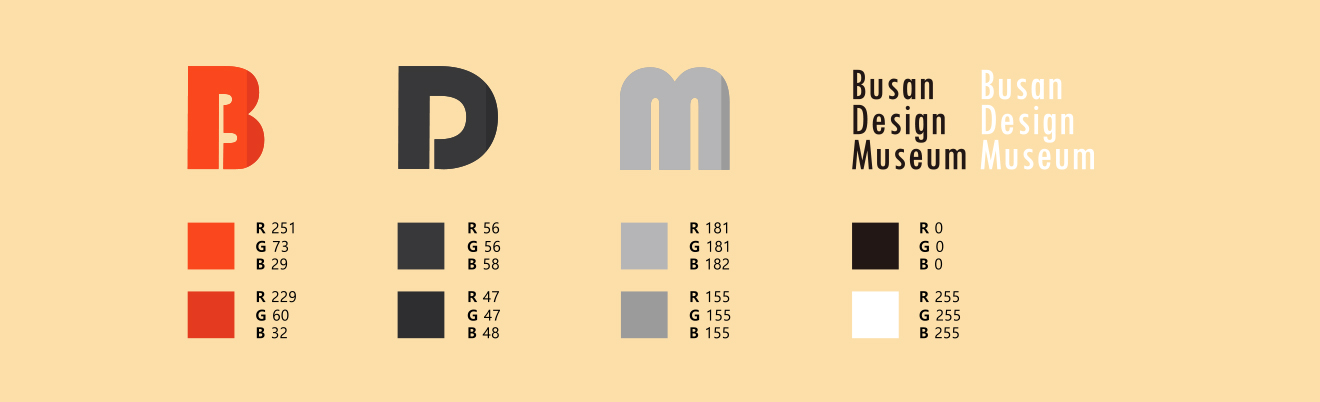 B
D
m
Busan
Design
Museum
Busan
Design
Museum
R 251
G 73
B 29
R 56
G 56
B 58
R 181
G 181
B 182
R 0
G 0
B 0
R 229
G 60
B 32
R 47
G 47
B 48
R 155
G 155
B 155
R 255
G 255
B 255